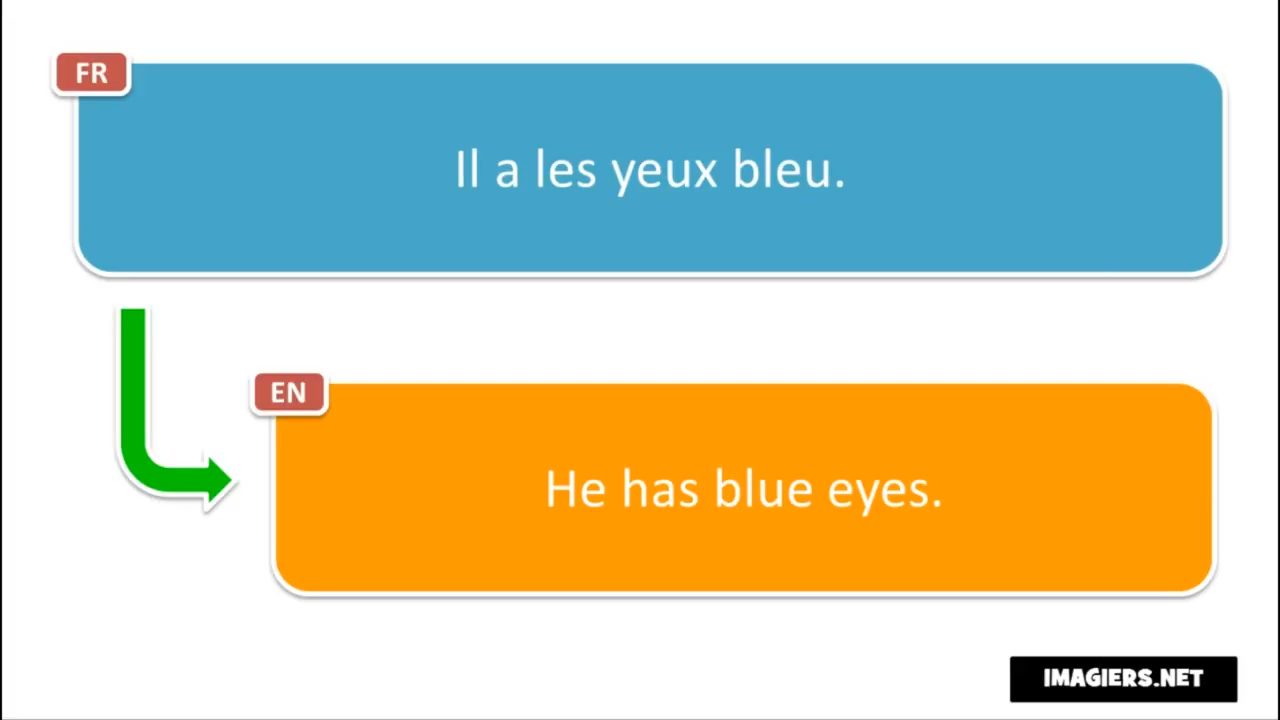 FR
Il a les yeux bleu.
EN
He has blue eyes.
IMAGIERS.NET